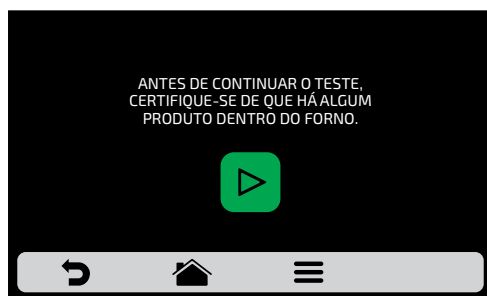 ANTES DE CONTINUAR O TESTE,
CERTIFIQUE-SE DE QUE HÁ ALGUM
PRODUTO DENTRO DO FORNO.